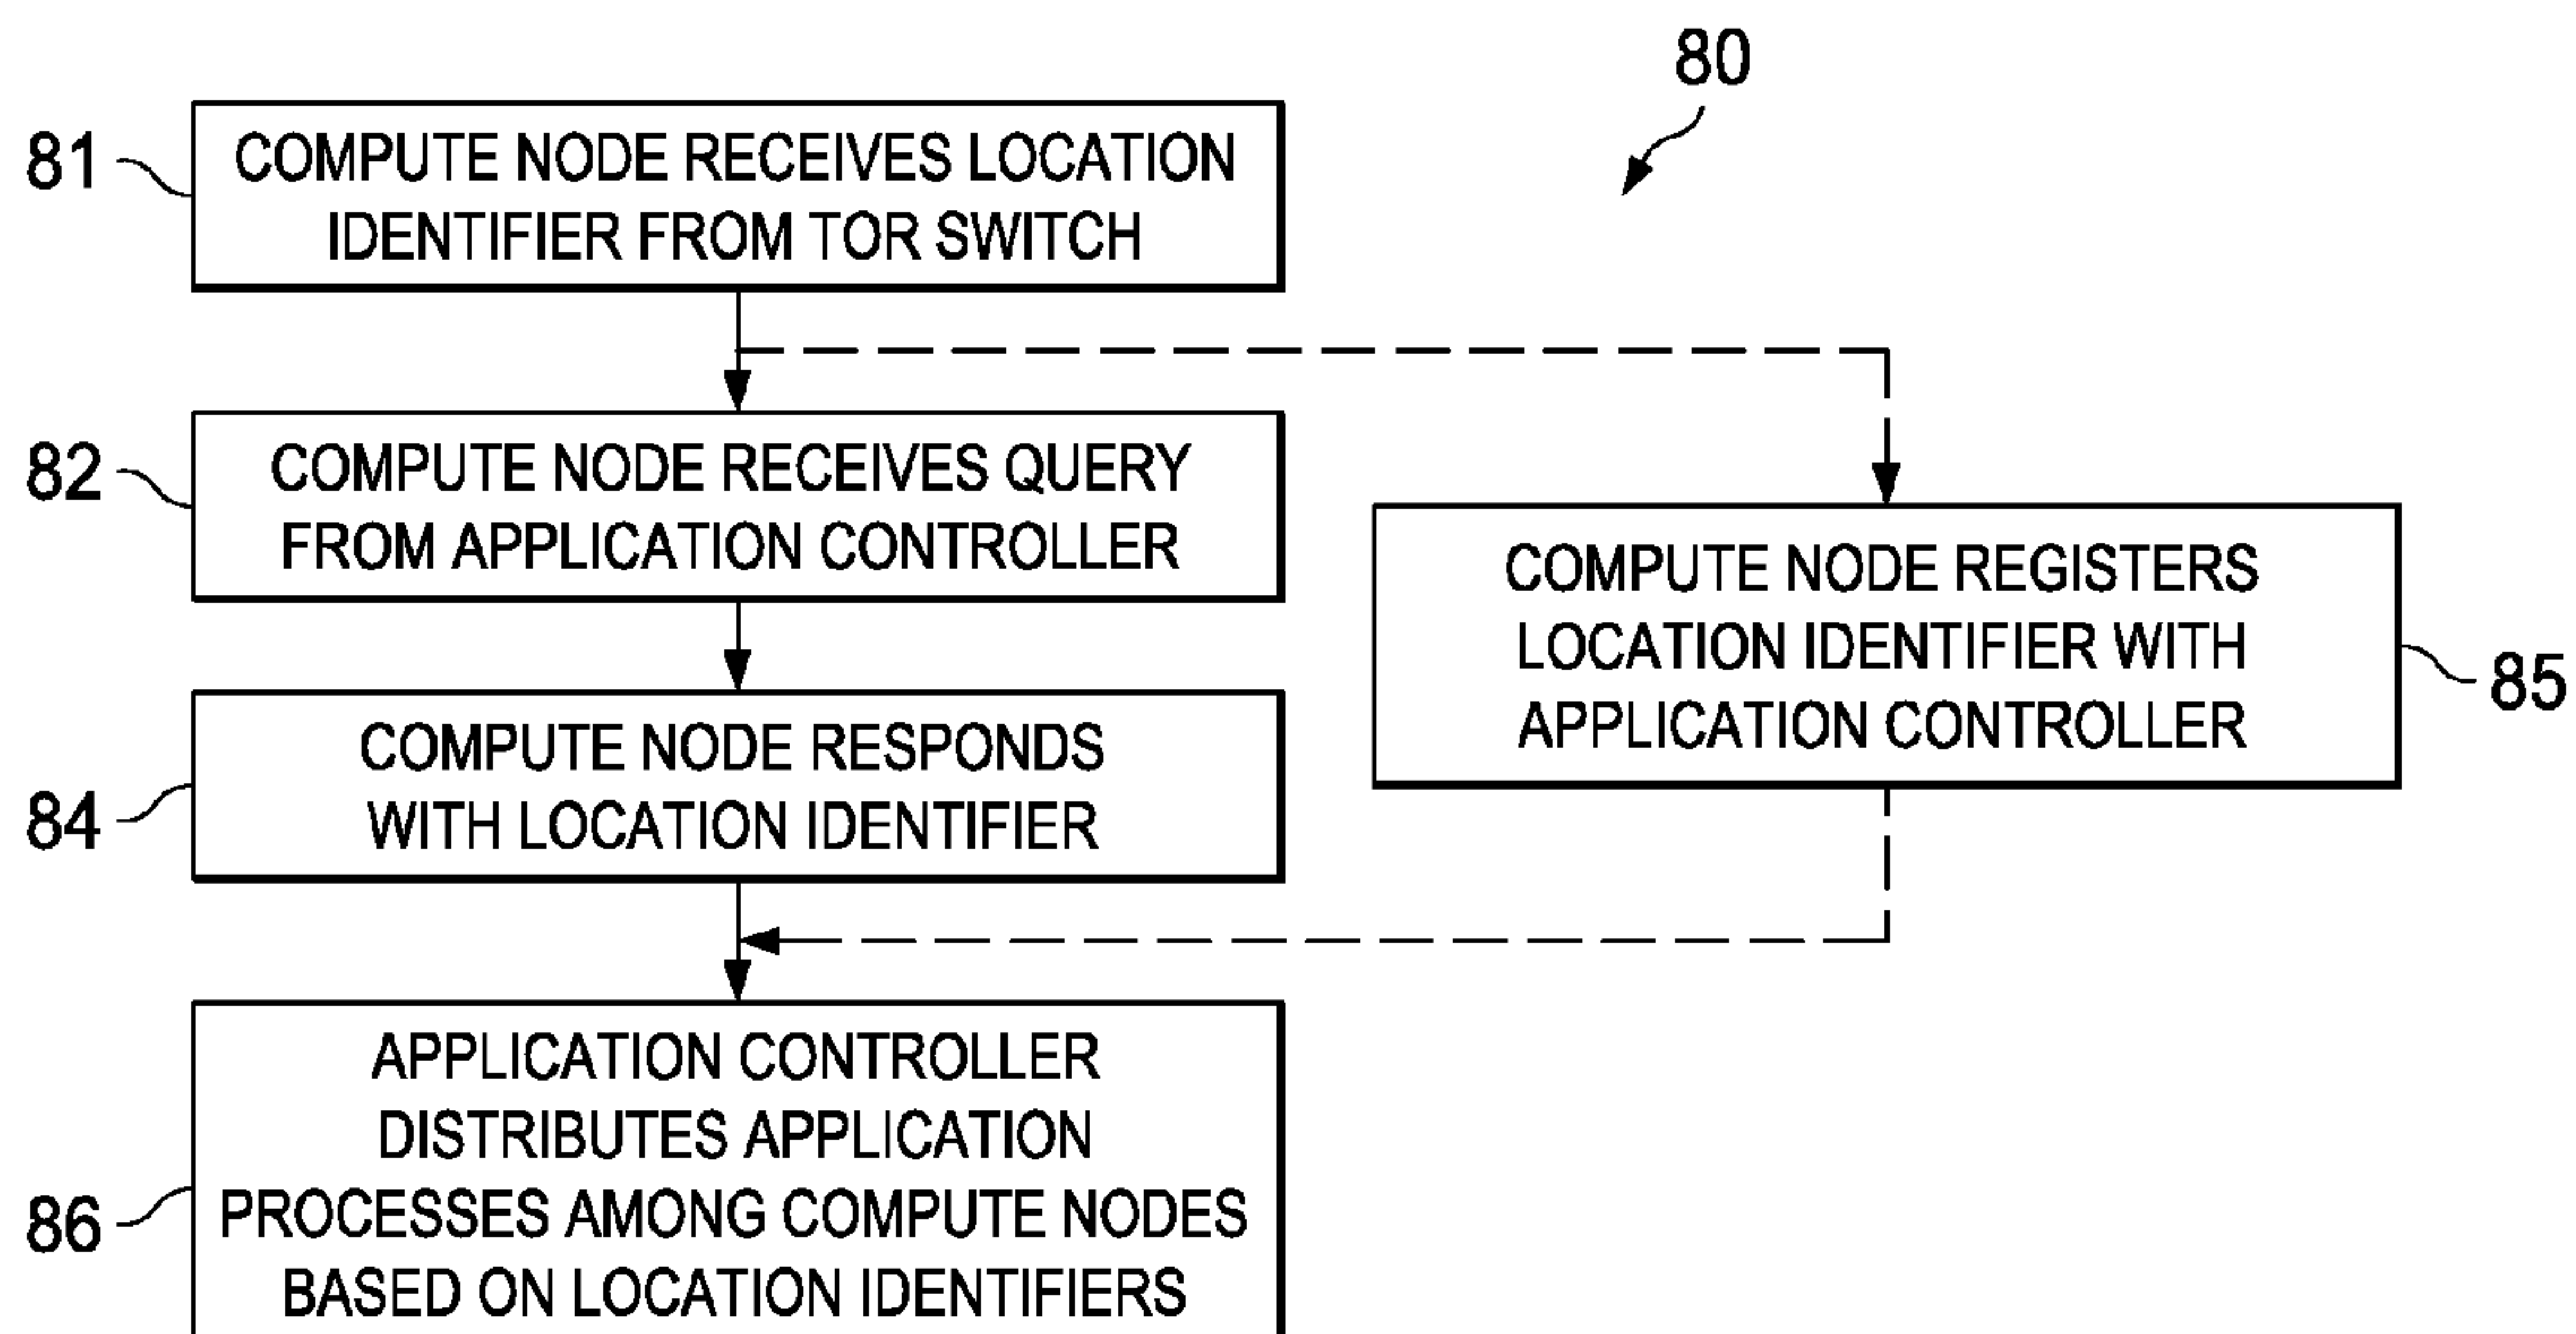 80
81
COMPUTE NODE RECEIVES LOCATION
IDENTIFIER FROM TOR SWITCH
82
COMPUTE NODE RECEIVES QUERY
FROM APPLICATION CONTROLLER
84
COMPUTE NODE RESPONDS
WITH LOCATION IDENTIFIER
COMPUTE NODE REGISTERS
LOCATION IDENTIFIER WITH
APPLICATION CONTROLLER
85
86
APPLICATION CONTROLLER
DISTRIBUTES APPLICATION
PROCESSES AMONG COMPUTE NODES
BASED ON LOCATION IDENTIFIERS